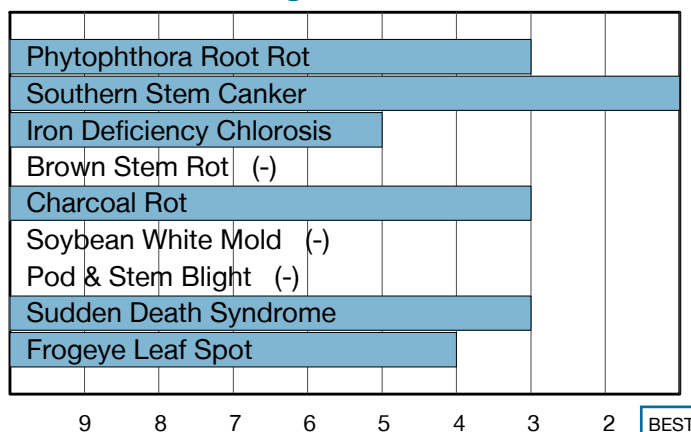 Phytophthora Root Rot
Southern Stem Canker
Iron Deficiency Chlorosis
Brown Stem Rot (-)
Charcoal Rot
Soybean White Mold (-)
Pod & Stem Blight (-)
Sudden Death Syndrome
Frogeye Leaf Spot
9 8 7 6 5 4 3 2 BEST